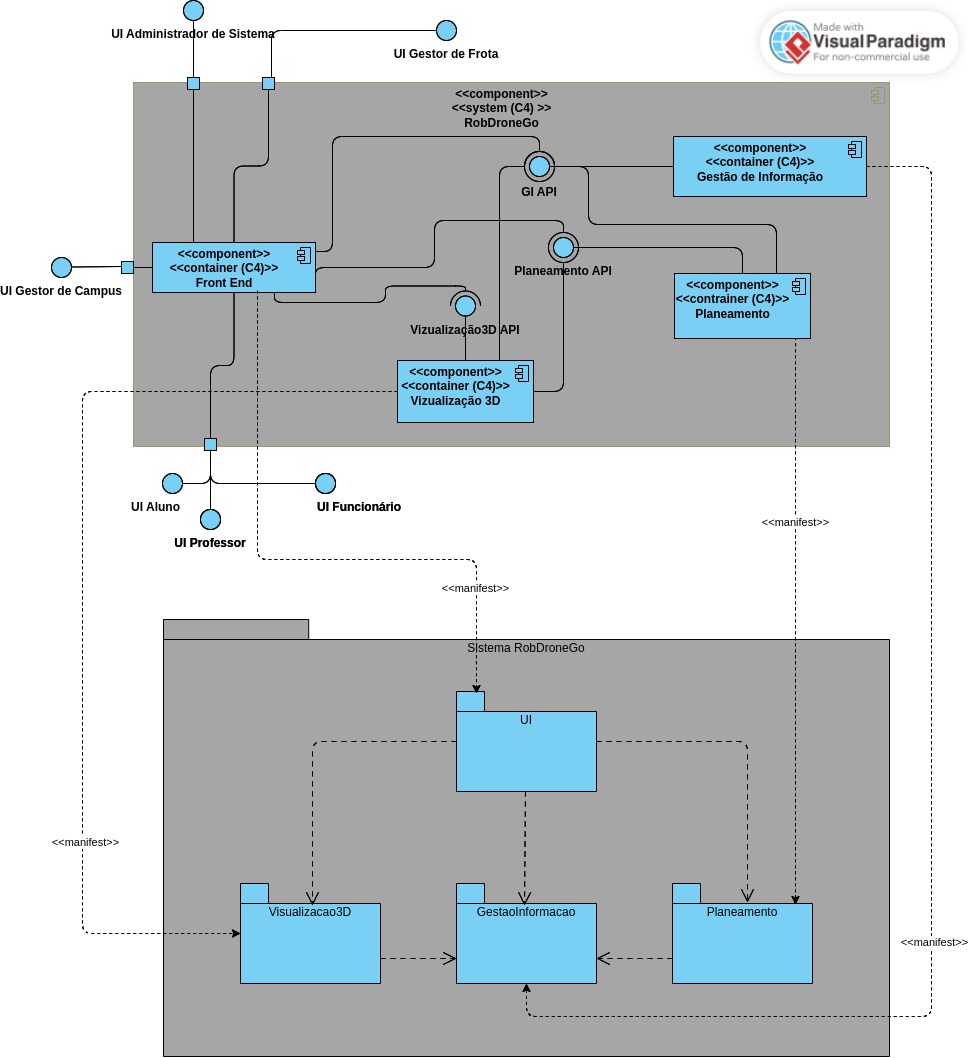 UI Administrador de Sistema
UI Gestor de Frota
Made with
VisualParadigm
For non-commercial use
<<component>>
<<system (C4) >>
RobDroneGo
<<component>>
<<container (C4)>>
Gestão de Informação
GI API
<<component>>
<<container (C4)>>
Front End
UI Gestor de Campus
Planeamento API
<<component>>
<<contrainer (C4)>>
Planeamento
Vizualização3D API
<<component>>
<<container (C4)>>
Vizualização 3D
UI Aluno
UI Funcionário
UI Professor
<<manifest>>
<<manifest>>
SIstema RobDroneGo
UI
<<manifest>>
Visualizacao3D
GestaoInformacao
Planeamento
<<manifest>>